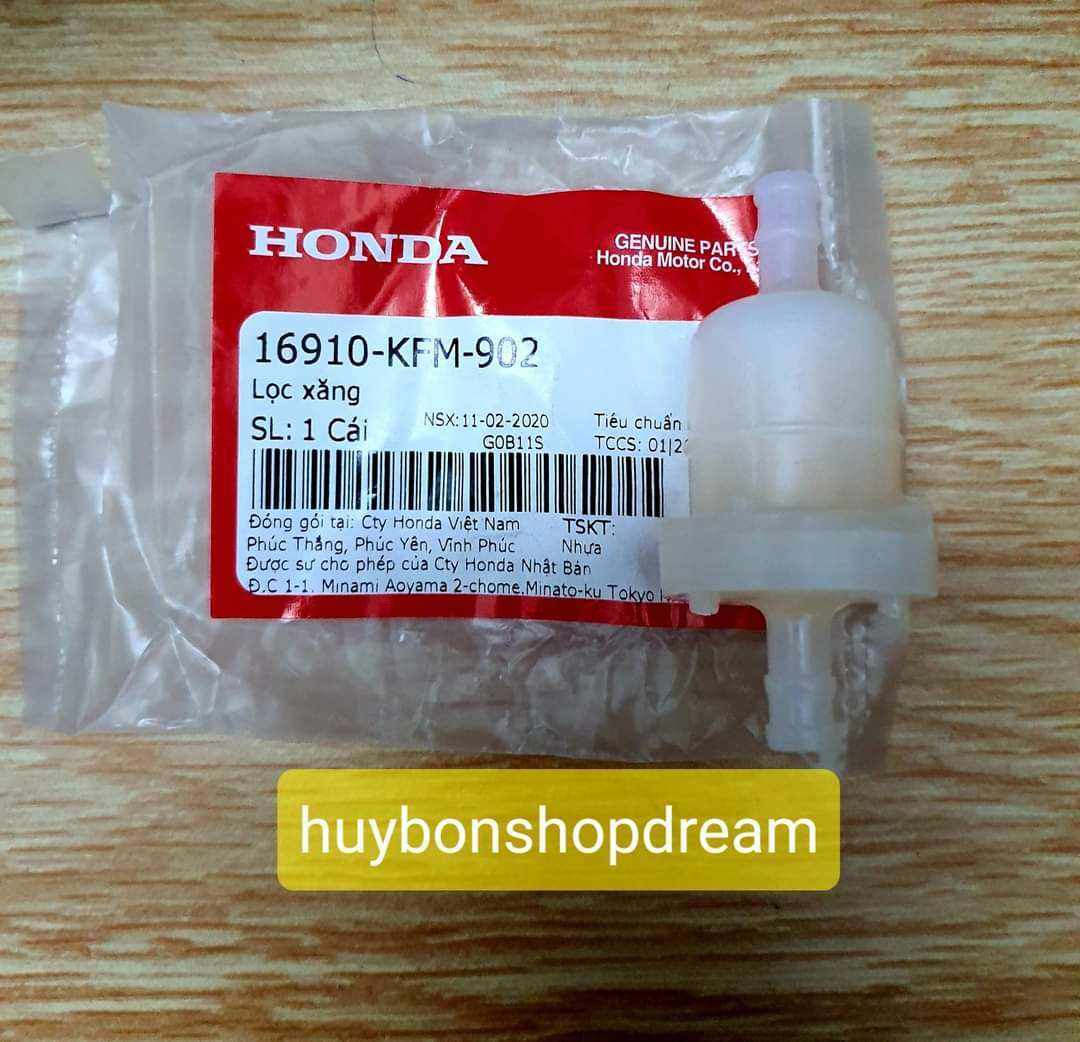 HONDA
GENUINE PARTS
Honda Motor Co.,
16910-KFM-902
Lọc xăng
SL: 1 Cái
NSX:11-02-2020
G0B11S
Tiêu chuẩn
TCCS: 01|2
Đóng gói tại: Cty Honda Việt Nam
Phúc Thắng, Phúc Yên, Vĩnh Phúc
TSKT:
Nhựa
Được sự cho phép của Cty Honda Nhật Bản
Đ.C 1-1, Minami Aoyama 2-chome,Minato-ku Tokyo
huybonshopdream